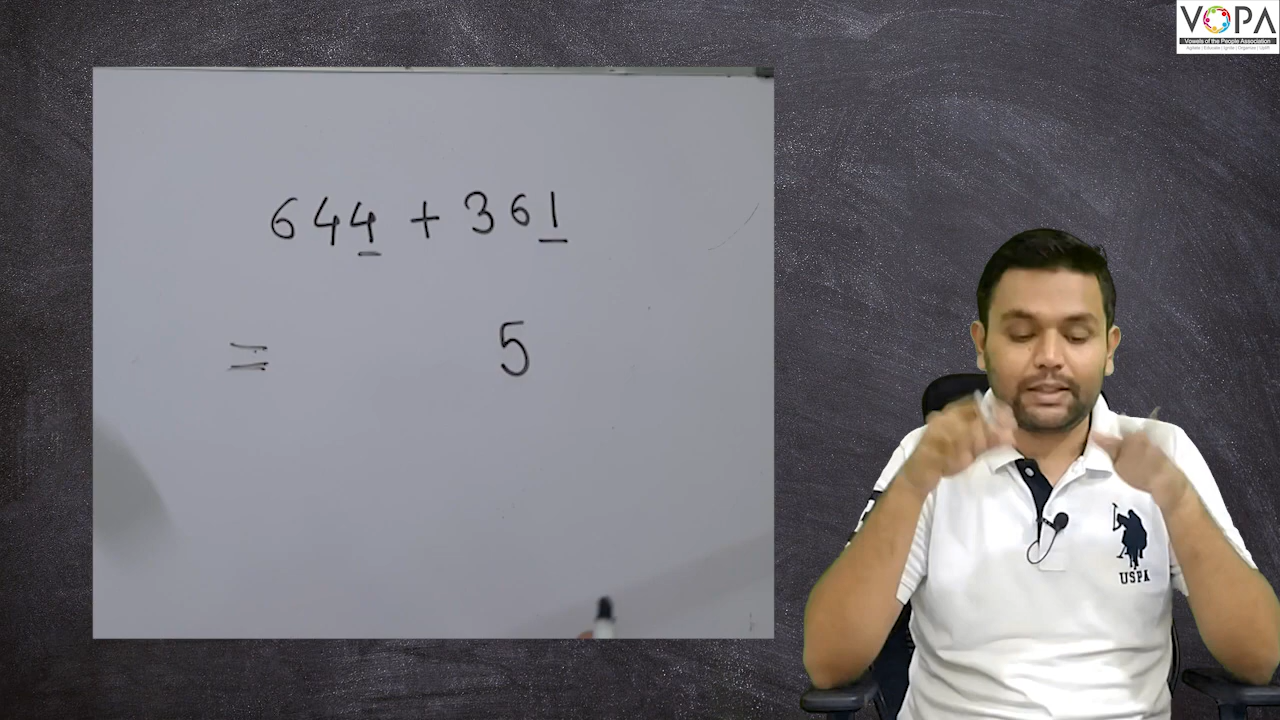 VOPA
Vowels of the People Association
644 + 361
= 5
USPA